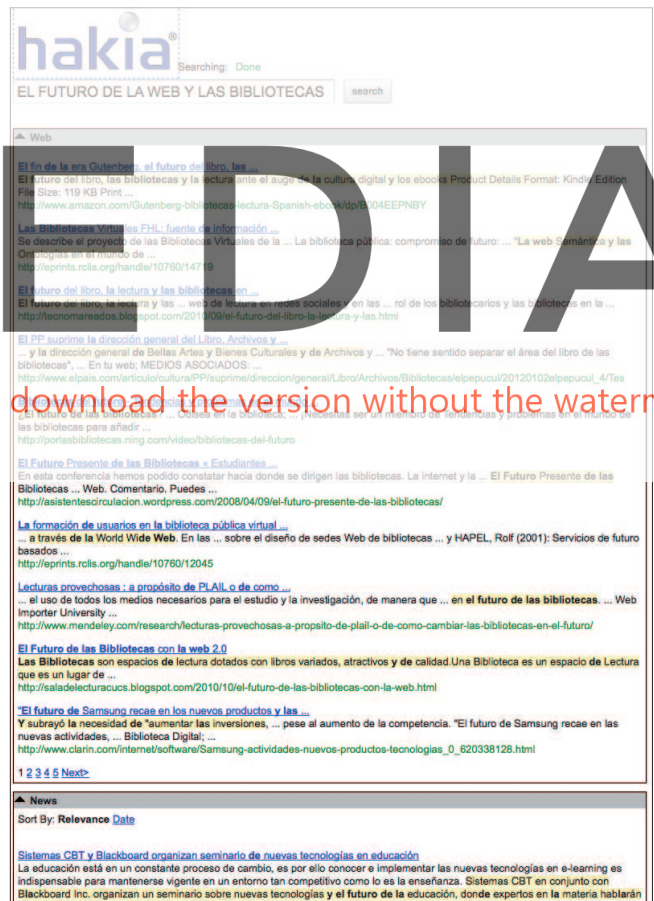 hakia®
Searching: Done
EL FUTURO DE LA WEB Y LAS BIBLIOTECAS search
Web
El fin de la era Gutenberg, el futuro del libro, las ...
El futuro del libro, las bibliotecas y la lectura ante el auge de la cultura digital y los ebooks Product Details Format: Kindle Edition
File Size: 119 KB Print ...
http://www.amazon.com/Gutenberg-bibliotecas-lectura-Spanish-ebook/dp/B004EEPNBY
Las Bibliotecas Virtuales FHL: fuente de información ...
Se describe el proyecto de las Bibliotecas Virtuales de la ... La biblioteca pública: compromiso de futuro: ... "La web Semántica y las
Ontologías en el mundo de ...
http://eprints.rclis.org/handle/10760/14719
EDIA
El futuro del libro, la lectura y las bibliotecas en ...
El futuro del libro, la lectura y las ... web de lectura en redes sociales y en las ... rol de los bibliotecarios y las bibliotecas en la ...
http://tecnomareados.blogspot.com/2010/09/el-futuro-del-libro-la-lectura-y-las.html
El PP suprime la dirección general del Libro, Archivos y ...
... y la dirección general de Bellas Artes y Bienes Culturales y de Archivos y ... "No tiene sentido separar el área del libro de las
bibliotecas", ... En tu web; MEDIOS ASOCIADOS: ...
http://www.elpais.com/articulo/cultura/PP/suprime/direccion/general/Libro/Archivos/Bibliotecas/elpepucul/20120102elpepucul_4/Tes
download the version without the waterm
¿El futuro de las bibliotecas? ... Odisea en la biblioteca; ... ¡Necesitas ser un miembro de Tendencias y problemas en el mundo de
las bibliotecas para añadir ...
http://porlasbibliotecas.ning.com/video/bibliotecas-del-futuro
El Futuro Presente de las Bibliotecas « Estudiantes ...
En esta conferencia hemos podido constatar hacia donde se dirigen las bibliotecas. La internet y la ... El Futuro Presente de las
Bibliotecas ... Web. Comentario. Puedes ...
http://asistentescirculacion.wordpress.com/2008/04/09/el-futuro-presente-de-las-bibliotecas/
La formación de usuarios en la biblioteca pública virtual ...
... a través de la World Wide Web. En las ... sobre el diseño de sedes Web de bibliotecas ... y HAPEL, Rolf (2001): Servicios de futuro
basados ...
http://eprints.rclis.org/handle/10760/12045
Lecturas provechosas : a propósito de PLAIL o de como ...
... el uso de todos los medios necesarios para el estudio y la investigación, de manera que ... en el futuro de las bibliotecas. ... Web
Importer University ...
http://www.mendeley.com/research/lecturas-provechosas-a-propsito-de-plail-o-de-como-cambiar-las-bibliotecas-en-el-futuro/
El Futuro de las Bibliotecas con la web 2.0
Las Bibliotecas son espacios de lectura dotados con libros variados, atractivos y de calidad.Una Biblioteca es un espacio de Lectura
que es un lugar de ...
http://saladelecturacucs.blogspot.com/2010/10/el-futuro-de-las-bibliotecas-con-la-web.html
"El futuro de Samsung recae en los nuevos productos y las ...
Y subrayó la necesidad de "aumentar las inversiones, ... pese al aumento de la competencia. "El futuro de Samsung recae en las
nuevas actividades, ... Biblioteca Digital; ...
http://www.clarin.com/internet/software/Samsung-actividades-nuevos-productos-tecnologias_0_620338128.html
1 2 3 4 5 Next>
News
Sort By: Relevance Date
Sistemas CBT y Blackboard organizan seminario de nuevas tecnologías en educación
La educación está en un constante proceso de cambio, es por ello conocer e implementar las nuevas tecnologías en e-learning es
indispensable para mantenerse vigente en un entorno tan competitivo como lo es la enseñanza. Sistemas CBT en conjunto con
Blackboard Inc. organizan un seminario sobre nuevas tecnologías y el futuro de la educación, donde expertos en la materia hablarán